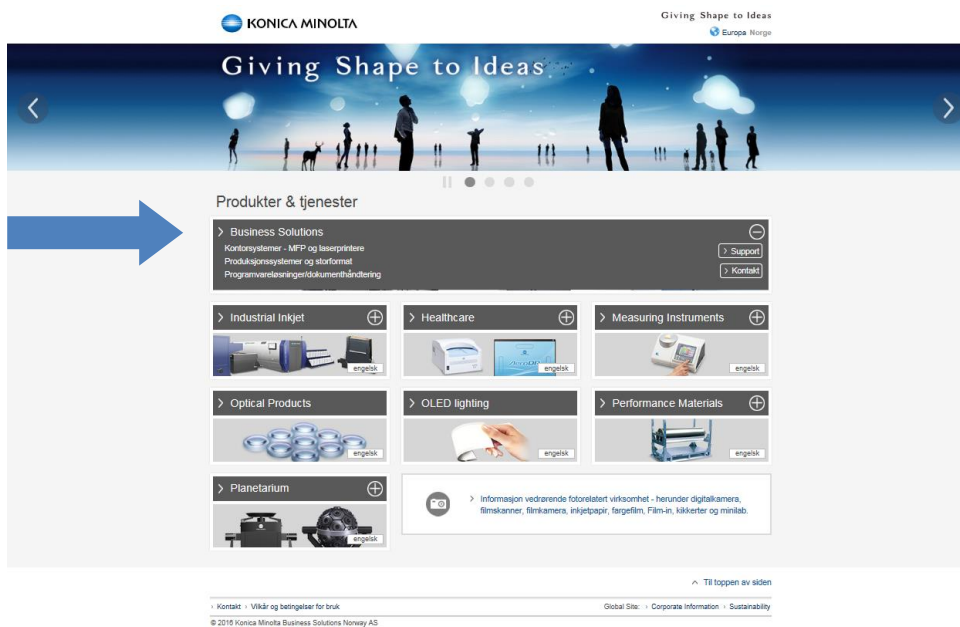 KONICA MINOLTA
Giving Shape to Ideas
Europa Norge
Giving Shape to Ideas
Produkter & tjenester
Business Solutions
Kontorsystemer - MFP og laserprintere
Produksjonssystemer og storformat
Programvareløsninger/dokumenthåndtering
Support
Kontakt
Industrial Inkjet
engelsk
Healthcare
engelsk
Measuring Instruments
engelsk
Optical Products
engelsk
OLED lighting
engelsk
Performance Materials
engelsk
Planetarium
engelsk
Informasjon vedrørende fotorelatert virksomhet - herunder digitalkamera,
filmskanner, filmkamera, inkjetpapir, fargefilm, Film-in, kikkerter og minilab.
Til toppen av siden
Kontakt › Vilkår og betingelser for bruk
Global Site: › Corporate Information › Sustainability
© 2016 Konica Minolta Business Solutions Norway AS